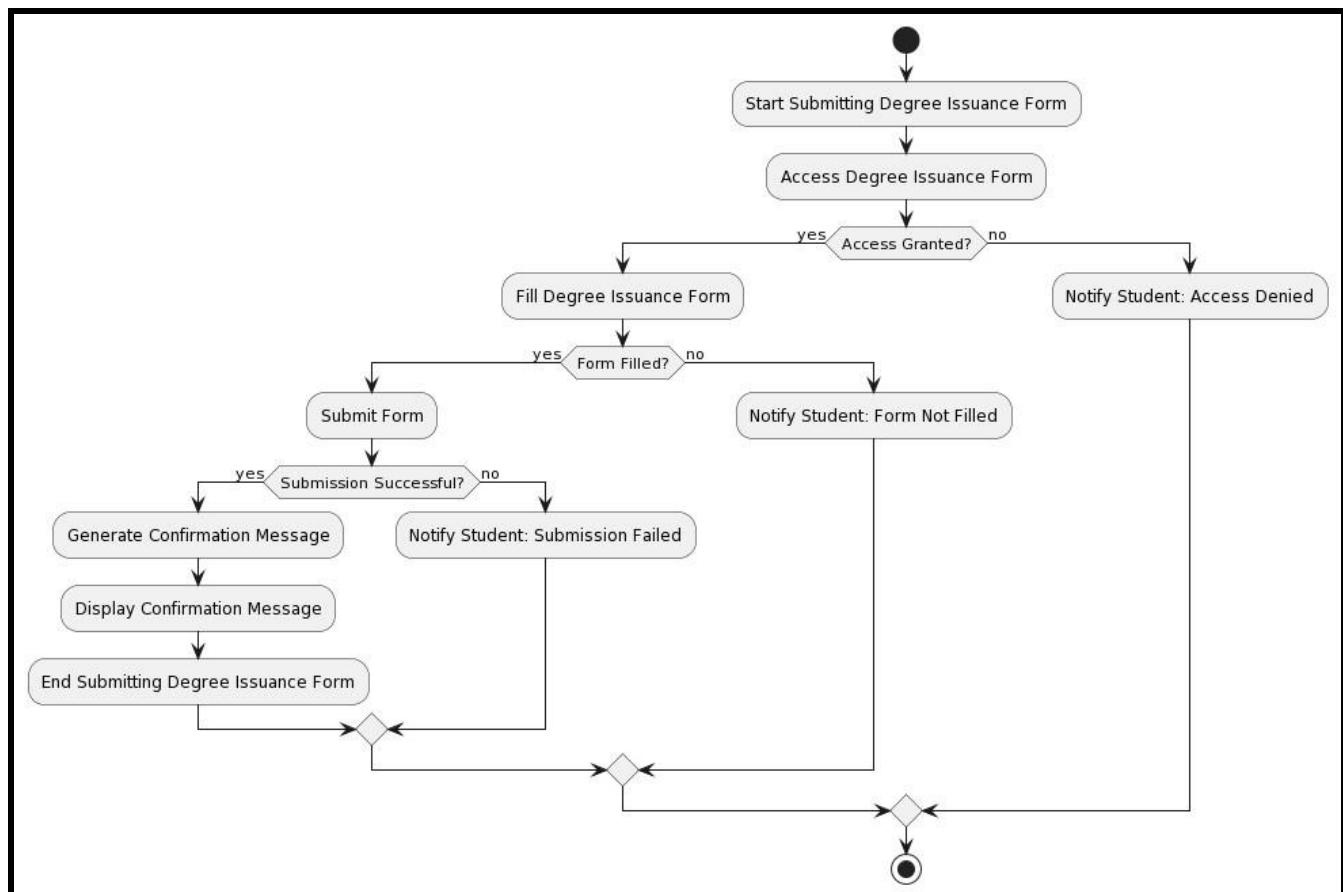 Start Submitting Degree Issuance Form
Access Degree Issuance Form
yes
Access Granted?
no
Fill Degree Issuance Form
Notify Student: Access Denied
yes
Form Filled?
no
Submit Form
Notify Student: Form Not Filled
yes
Submission Successful?
no
Generate Confirmation Message
Notify Student: Submission Failed
Display Confirmation Message
End Submitting Degree Issuance Form